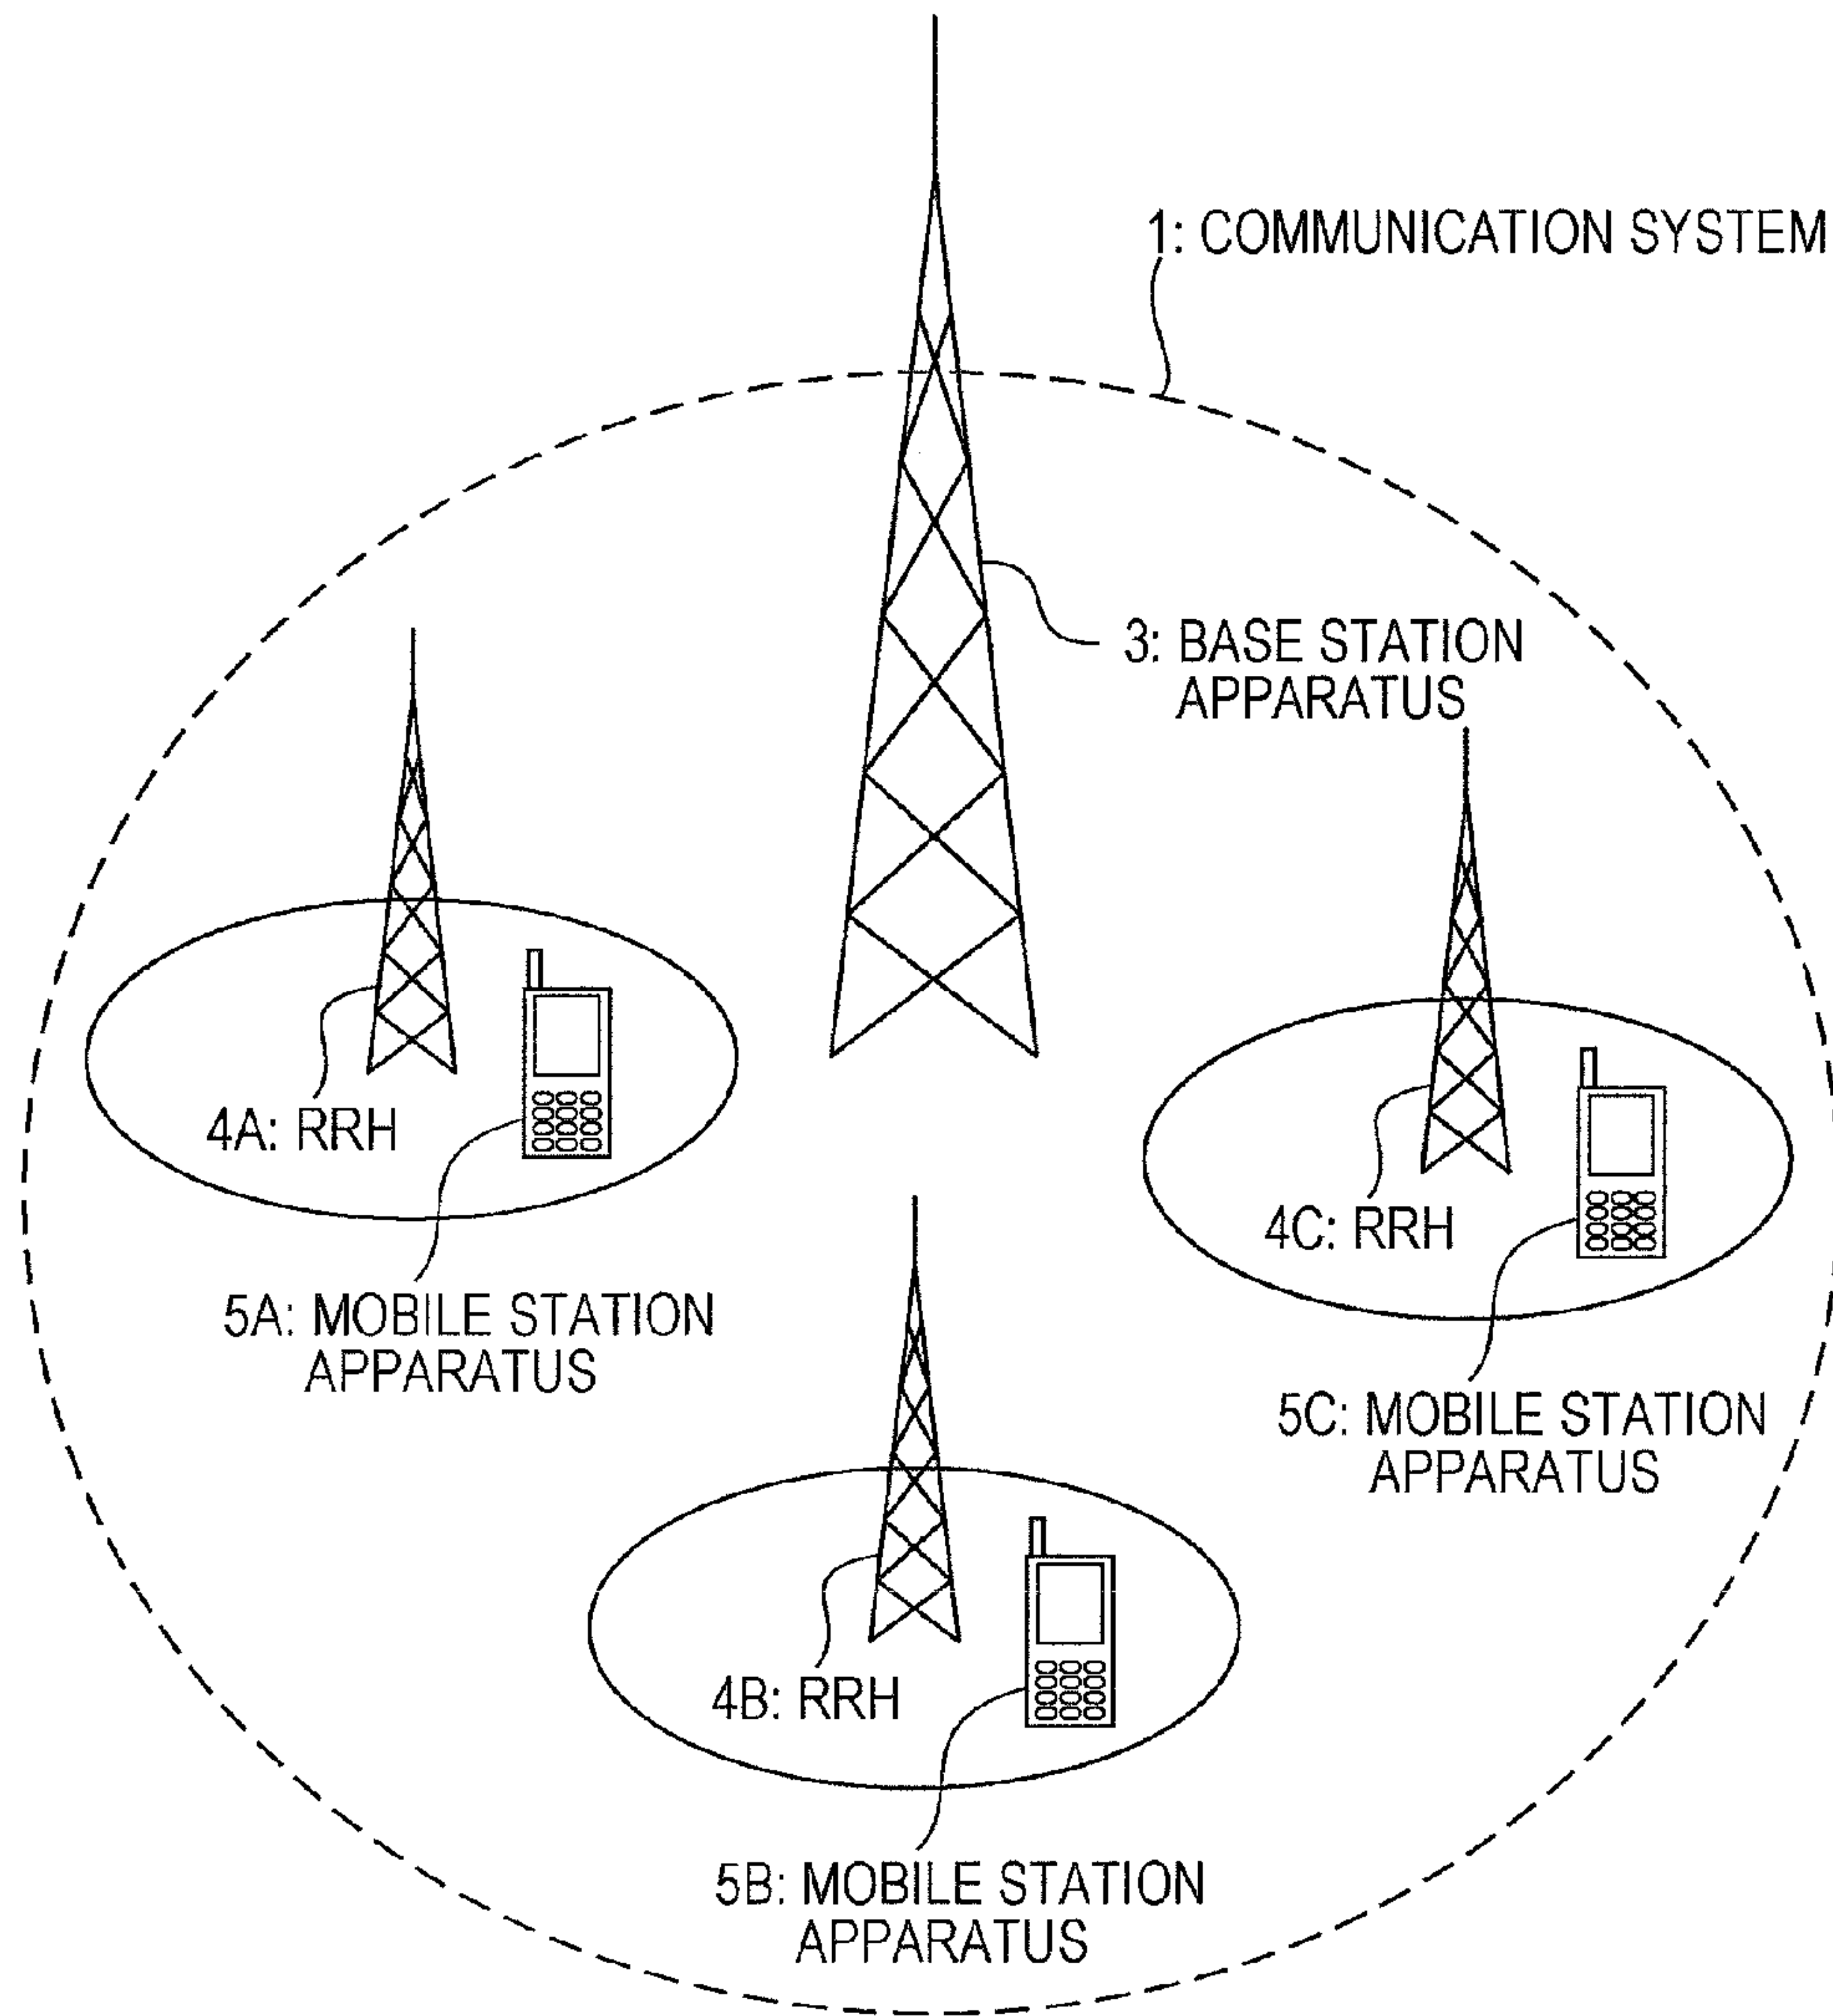 1: COMMUNICATION SYSTEM
3: BASE STATION
APPARATUS
4A: RRH
4C: RRH
5A: MOBILE STATION
APPARATUS
5C: MOBILE STATION
APPARATUS
4B: RRH
5B: MOBILE STATION
APPARATUS